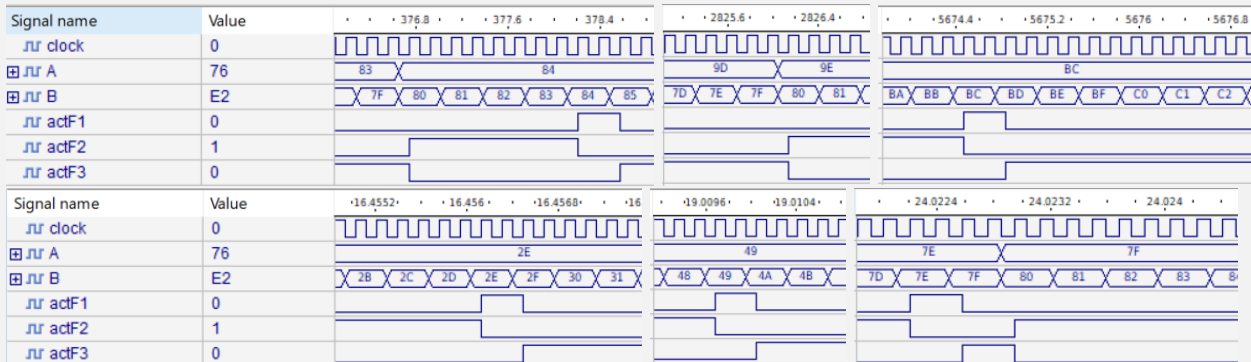 Signal name Value 376.8 377.6 378.4 2825.6 2826.4 5674.4 5675.2 5676 5676.8
clock 0
A 76 83 84 9D 9E BC
B E2 7F 80 81 82 83 84 85 7D 7E 7F 80 81 BA BB BC BD BE BF C0 C1 C2
actF1 0
actF2 1
actF3 0
Signal name Value 16.4552 16.456 16.4568 16 19.0096 19.0104 24.0224 24.0232 24.024
clock 0
A 76 2E 49 7E 7F
B E2 2B 2C 2D 2E 2F 30 31 48 49 4A 4B 7D 7E 7F 80 81 82 83 84
actF1 0
actF2 1
actF3 0